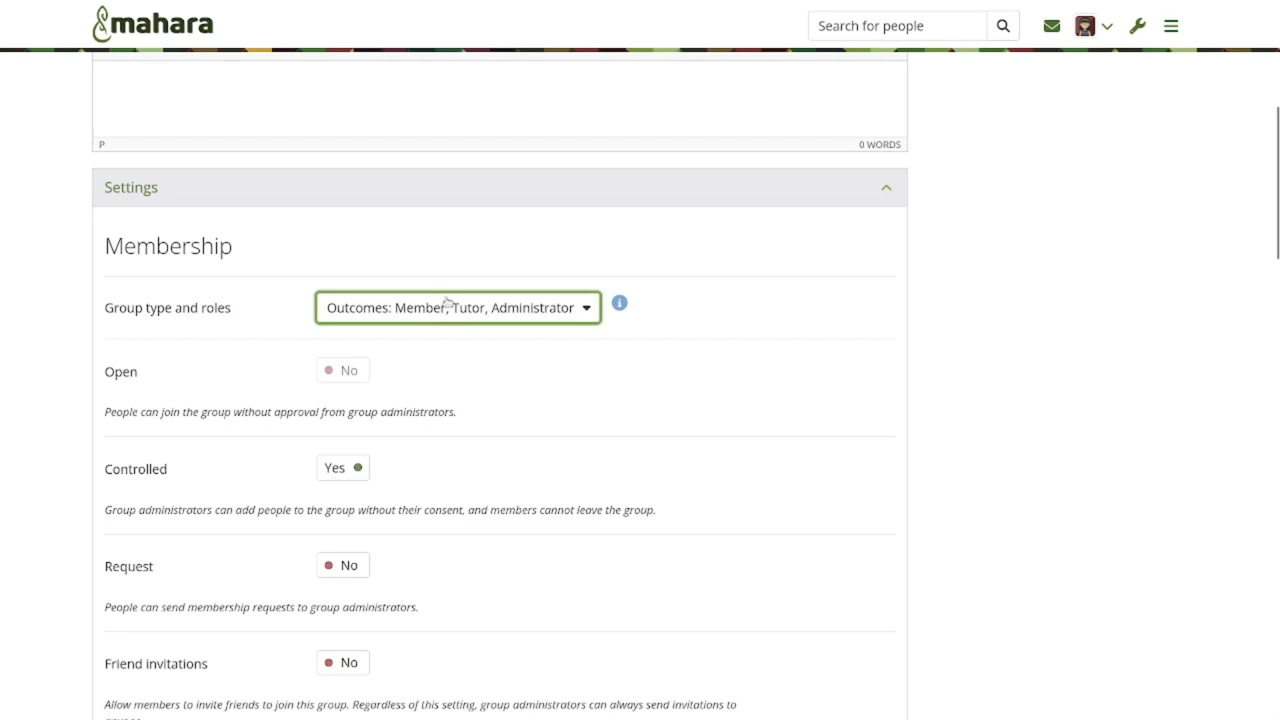 mahara
Search for people
P
0 WORDS
Settings
Membership
Group type and roles
Outcomes: Member, Tutor, Administrator
Open
No
People can join the group without approval from group administrators.
Controlled
Yes
Group administrators can add people to the group without their consent, and members cannot leave the group.
Request
No
People can send membership requests to group administrators.
Friend invitations
No
Allow members to invite friends to join this group. Regardless of this setting, group administrators can always send invitations to